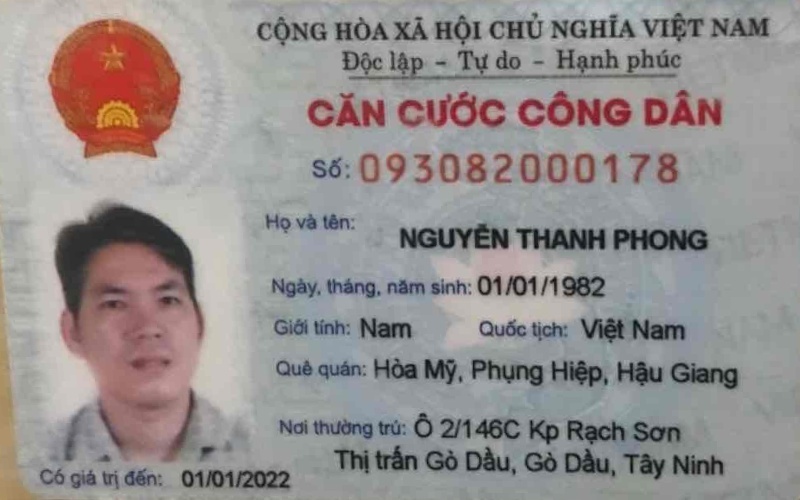 CỘNG HÒA XÃ HỘI CHỦ NGHĨA VIỆT NAM
Độc lập - Tự do - Hạnh phúc
CĂN CƯỚC CÔNG DÂN
Số: 093082000178
Họ và tên: NGUYỄN THANH PHONG
Ngày, tháng, năm sinh: 01/01/1982
Giới tính: Nam Quốc tịch: Việt Nam
Quê quán: Hòa Mỹ, Phụng Hiệp, Hậu Giang
Nơi thường trú: Ô 2/146C Kp Rạch Sơn
Thị trấn Gò Dầu, Gò Dầu, Tây Ninh
Có giá trị đến: 01/01/2022